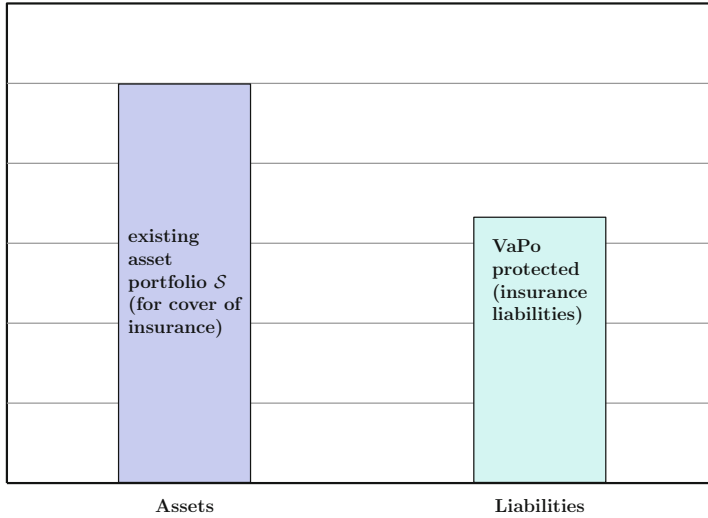 existing
asset
portfolio 𝒮
(for cover of
insurance)
VaPo
protected
(insurance
liabilities)
Assets
Liabilities